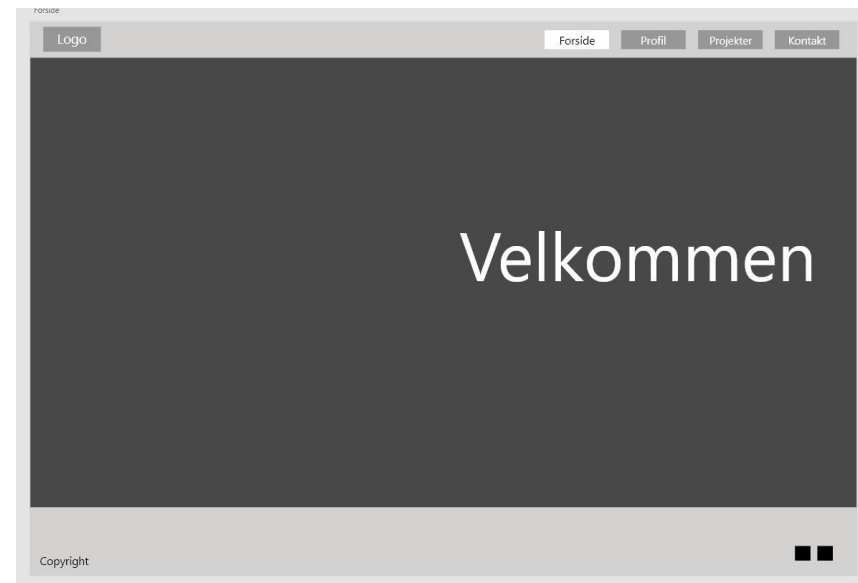 Forside
Logo
Forside Profil Projekter Kontakt
Velkommen
Copyright